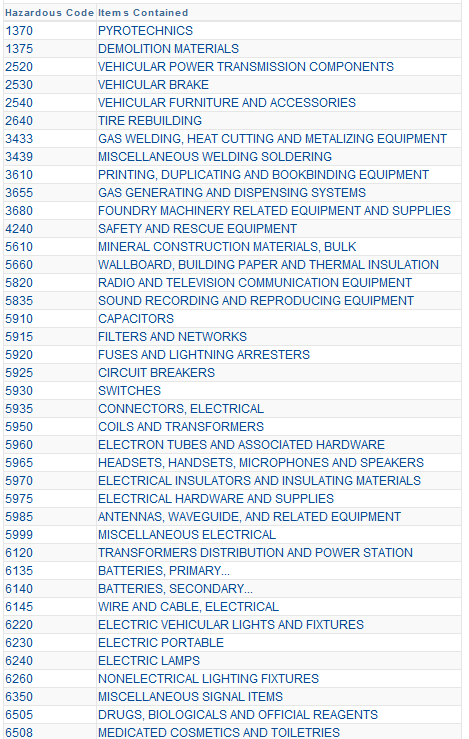 Hazardous Code Items Contained
1370 PYROTECHNICS
1375 DEMOLITION MATERIALS
2520 VEHICULAR POWER TRANSMISSION COMPONENTS
2530 VEHICULAR BRAKE
2540 VEHICULAR FURNITURE AND ACCESSORIES
2640 TIRE REBUILDING
3433 GAS WELDING, HEAT CUTTING AND METALIZING EQUIPMENT
3439 MISCELLANEOUS WELDING SOLDERING
3610 PRINTING, DUPLICATING AND BOOKBINDING EQUIPMENT
3655 GAS GENERATING AND DISPENSING SYSTEMS
3680 FOUNDRY MACHINERY RELATED EQUIPMENT AND SUPPLIES
4240 SAFETY AND RESCUE EQUIPMENT
5610 MINERAL CONSTRUCTION MATERIALS, BULK
5660 WALLBOARD, BUILDING PAPER AND THERMAL INSULATION
5820 RADIO AND TELEVISION COMMUNICATION EQUIPMENT
5835 SOUND RECORDING AND REPRODUCING EQUIPMENT
5910 CAPACITORS
5915 FILTERS AND NETWORKS
5920 FUSES AND LIGHTNING ARRESTERS
5925 CIRCUIT BREAKERS
5930 SWITCHES
5935 CONNECTORS, ELECTRICAL
5950 COILS AND TRANSFORMERS
5960 ELECTRON TUBES AND ASSOCIATED HARDWARE
5965 HEADSETS, HANDSETS, MICROPHONES AND SPEAKERS
5970 ELECTRICAL INSULATORS AND INSULATING MATERIALS
5975 ELECTRICAL HARDWARE AND SUPPLIES
5985 ANTENNAS, WAVEGUIDE, AND RELATED EQUIPMENT
5999 MISCELLANEOUS ELECTRICAL
6120 TRANSFORMERS DISTRIBUTION AND POWER STATION
6135 BATTERIES, PRIMARY...
6140 BATTERIES, SECONDARY...
6145 WIRE AND CABLE, ELECTRICAL
6220 ELECTRIC VEHICULAR LIGHTS AND FIXTURES
6230 ELECTRIC PORTABLE
6240 ELECTRIC LAMPS
6260 NONELECTRICAL LIGHTING FIXTURES
6350 MISCELLANEOUS SIGNAL ITEMS
6505 DRUGS, BIOLOGICALS AND OFFICIAL REAGENTS
6508 MEDICATED COSMETICS AND TOILETRIES